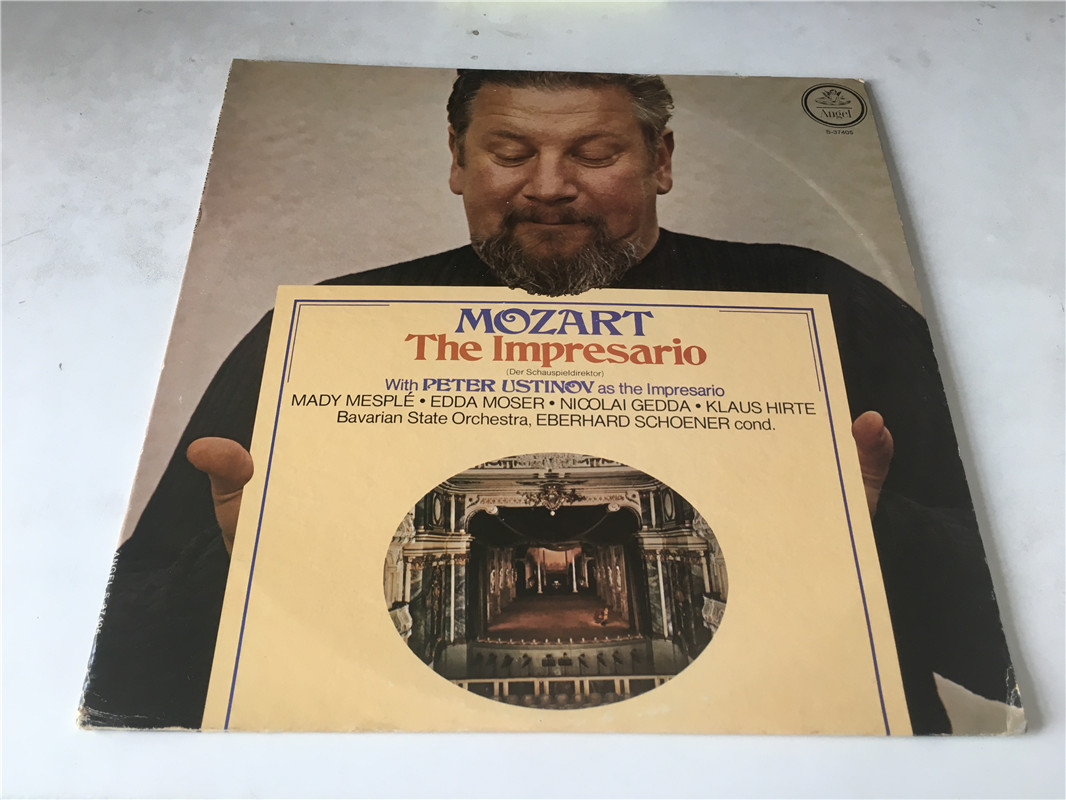 Angel
S-37405
MOZART
The Impresario
(Der Schauspieldirektor)
With PETER USTINOV as the Impresario
MADY MESPLÉ • EDDA MOSER • NICOLAI GEDDA • KLAUS HIRTE
Bavarian State Orchestra, EBERHARD SCHOENER cond.